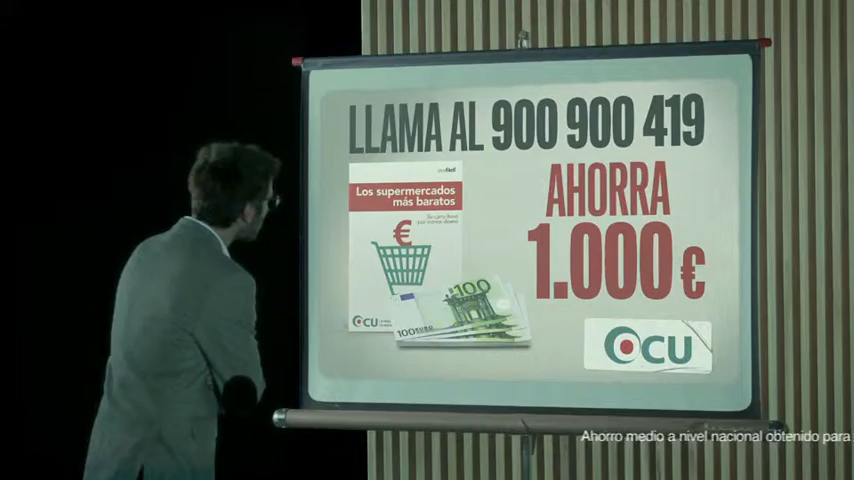 LLAMA AL 900 900 419
AHORRA
1.000 €
Los supermercados
más baratos
€
100
100 EURO
OCU
OCU
Ahorro medio a nivel nacional obtenido para